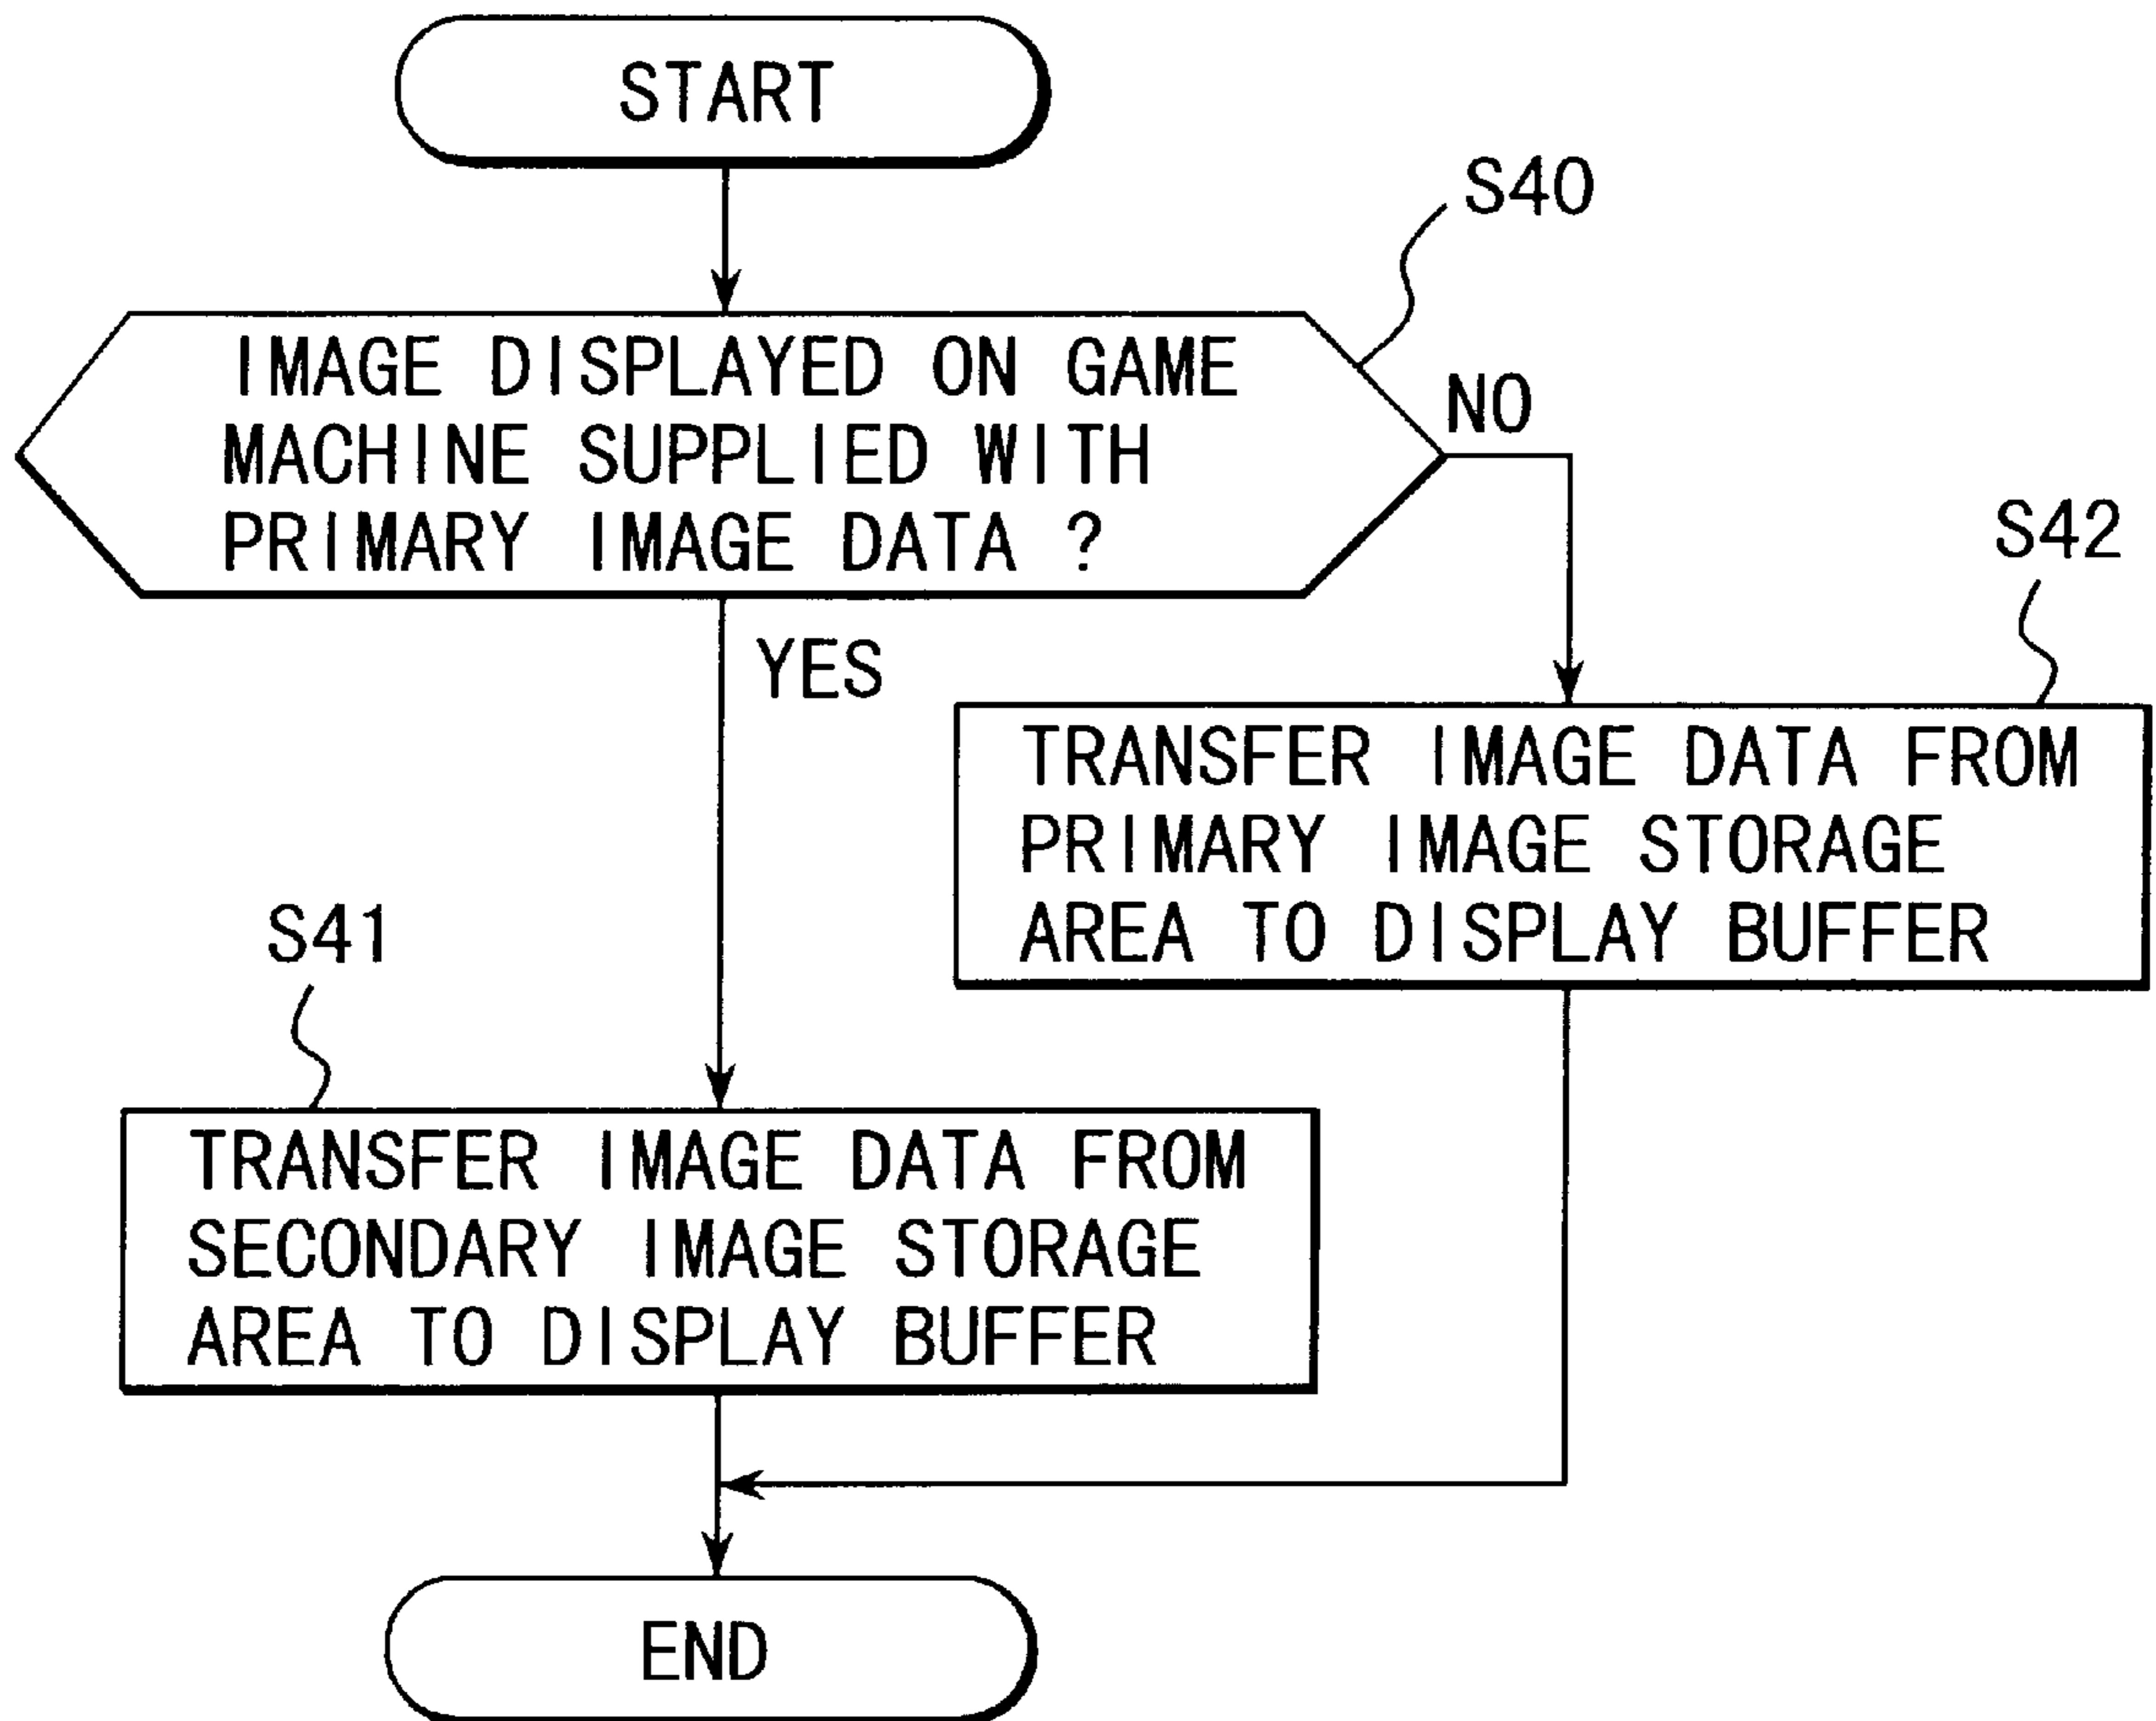 START
S40
IMAGE DISPLAYED ON GAME
MACHINE SUPPLIED WITH
PRIMARY IMAGE DATA ?
NO
YES
S42
TRANSFER IMAGE DATA FROM
PRIMARY IMAGE STORAGE
AREA TO DISPLAY BUFFER
S41
TRANSFER IMAGE DATA FROM
SECONDARY IMAGE STORAGE
AREA TO DISPLAY BUFFER
END